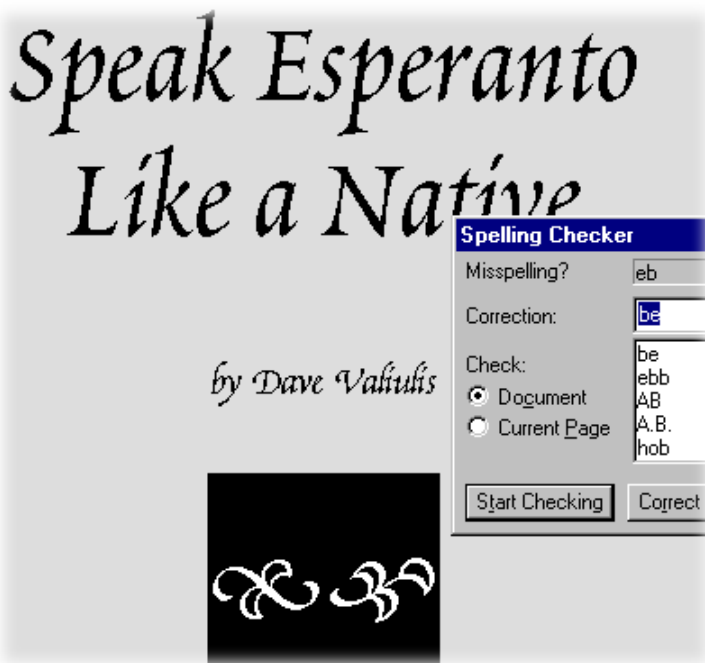 Speak Esperanto
Like a Native
by Dave Valiulis
Spelling Checker
Misspelling? eb
Correction: be
Check:
Document
Current Page
be
ebb
AB
A.B.
hob
Start Checking Correct